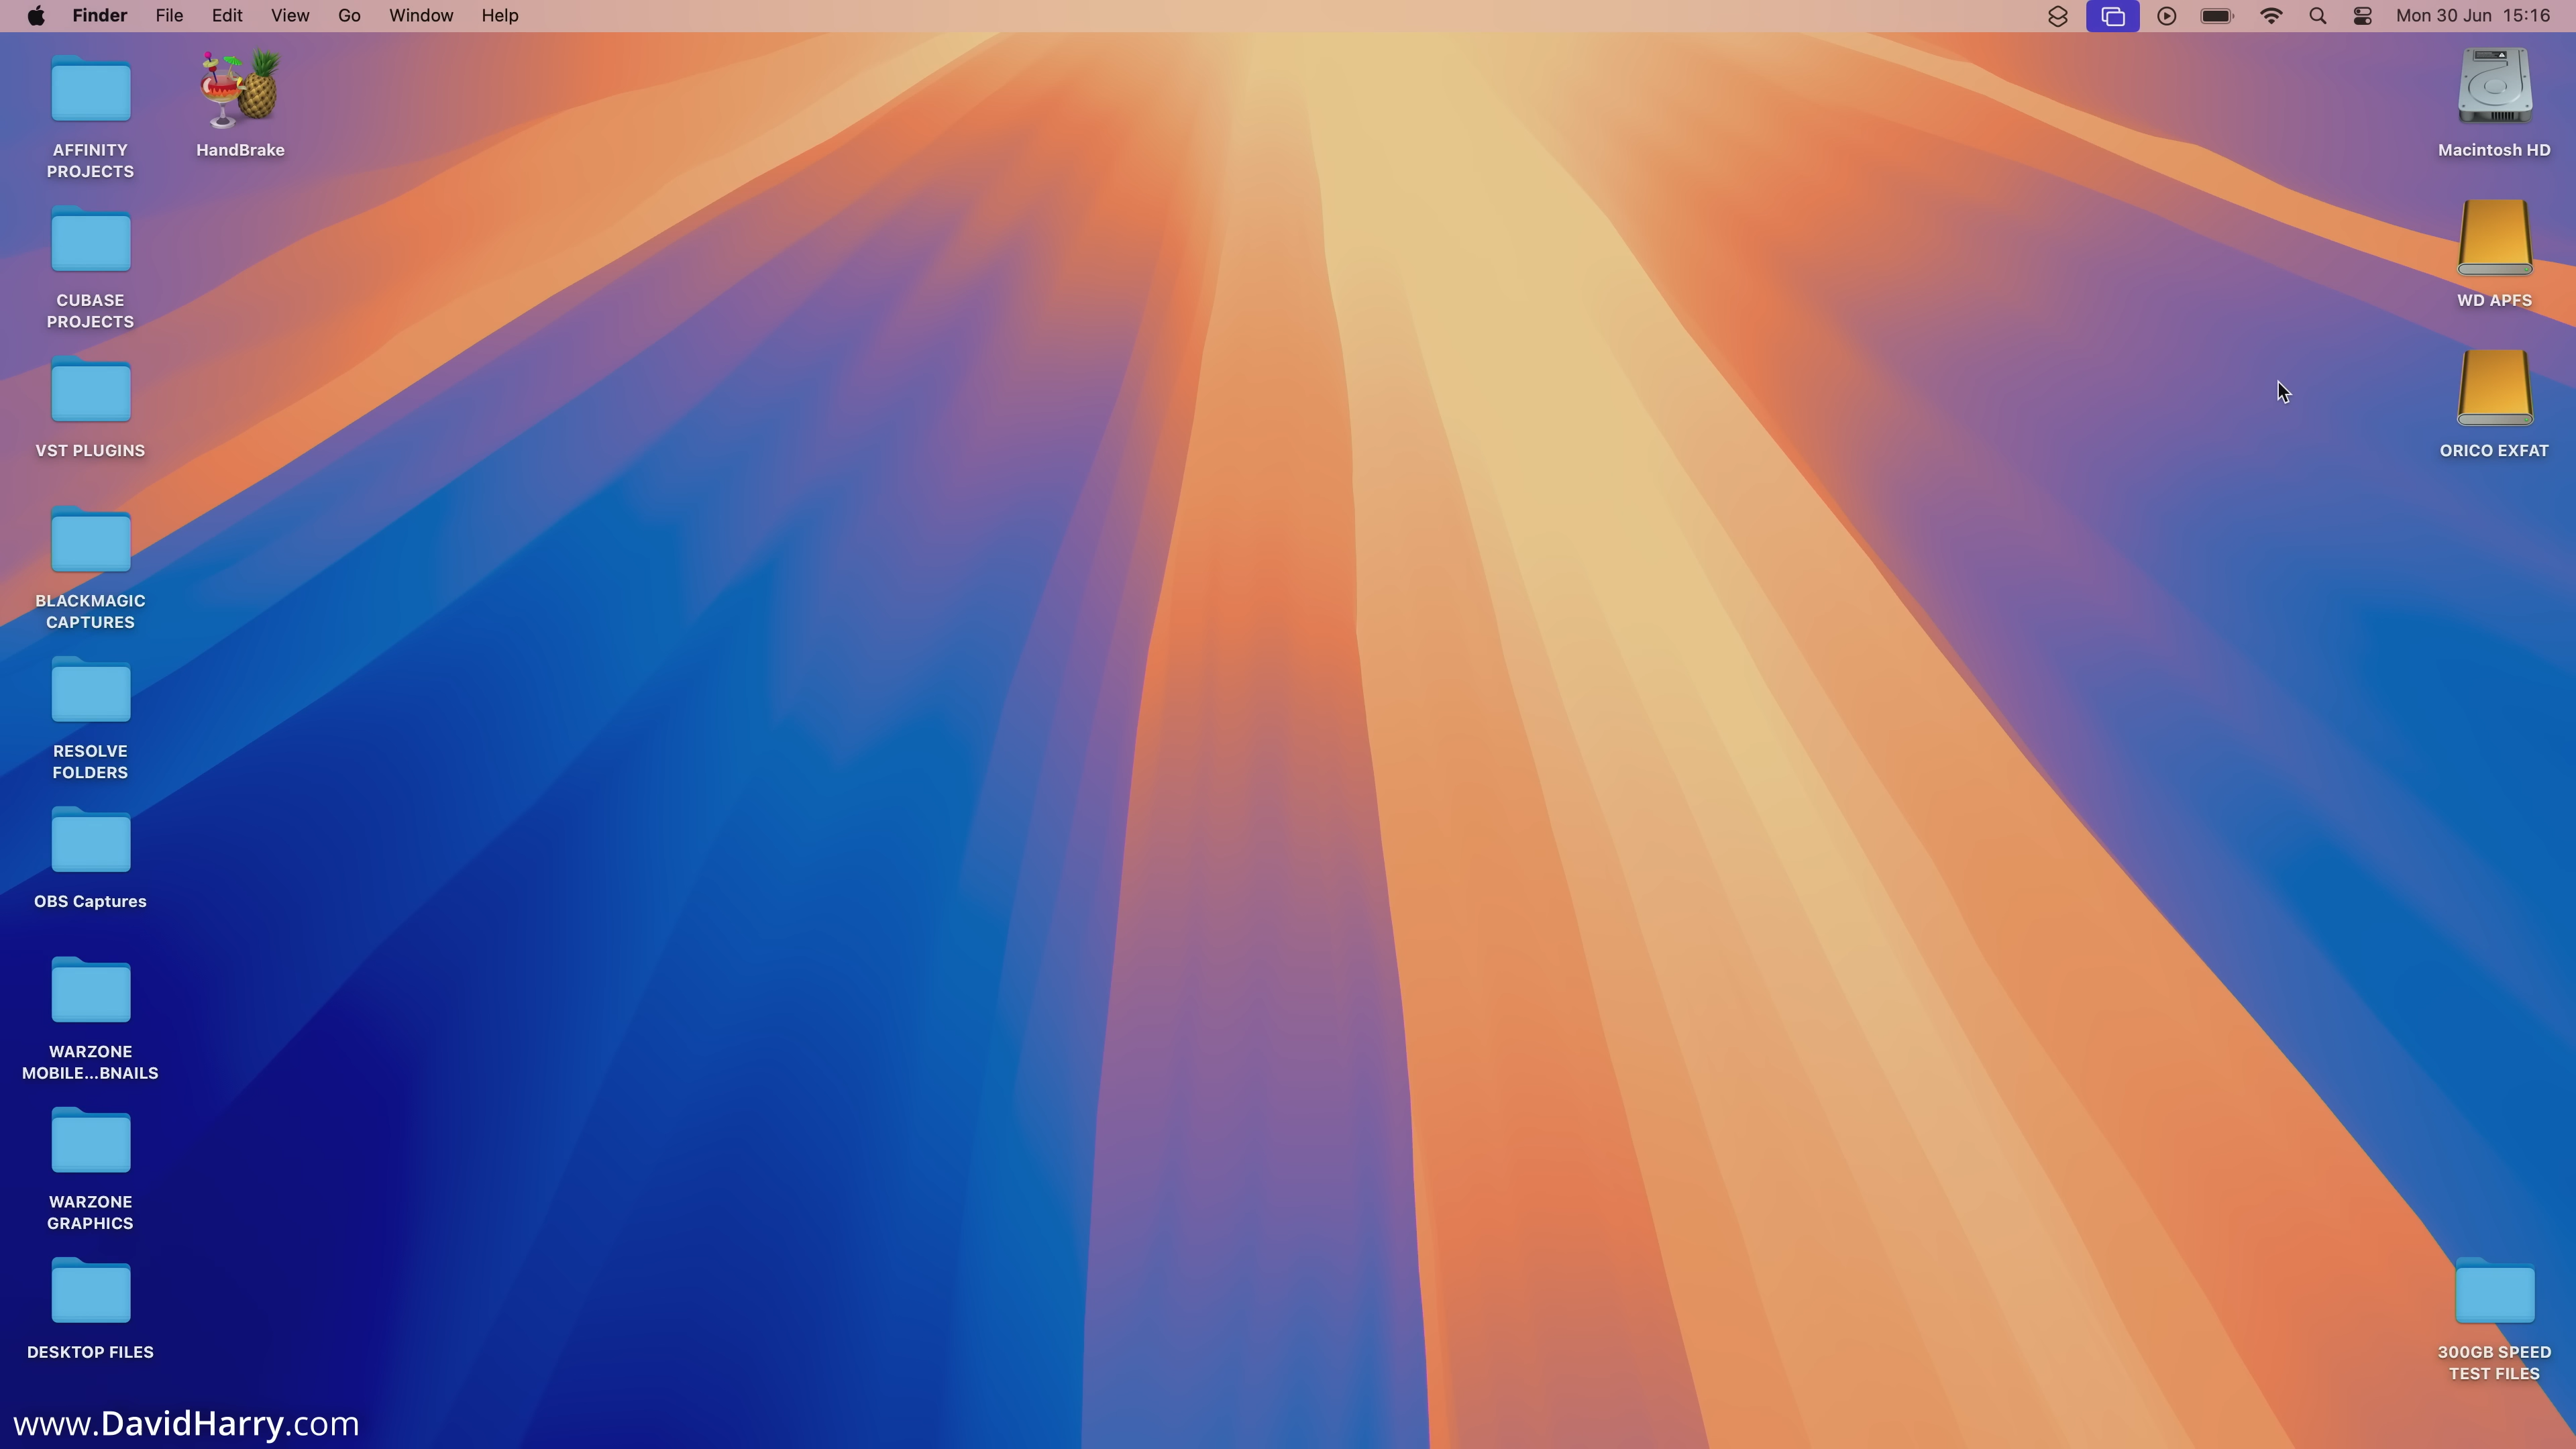 Finder File Edit View Go Window Help
Mon 30 Jun 15:16
AFFINITY
PROJECTS
HandBrake
Macintosh HD
CUBASE
PROJECTS
WD APFS
VST PLUGINS
ORICO EXFAT
BLACKMAGIC
CAPTURES
RESOLVE
FOLDERS
OBS Captures
WARZONE
MOBILE...BNAILS
WARZONE
GRAPHICS
DESKTOP FILES
300GB SPEED
TEST FILES
www.DavidHarry.com